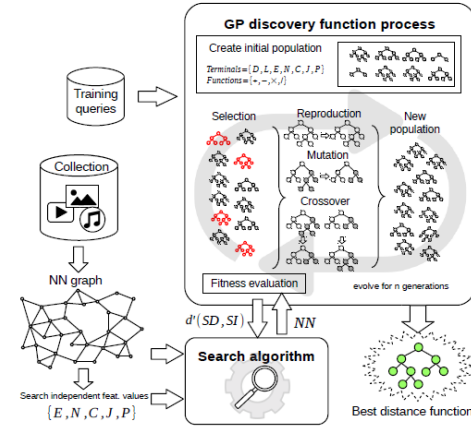 GP discovery function process
Create initial population
Terminals={D,L,E,N,C,J,P}
Functions={+,−,×,/}
Training
queries
Selection
Reproduction
New
population
Mutation
Collection
Crossover
NN graph
Fitness evaluation
evolve for n generations
d'(SD,SI)
NN
Search algorithm
Search independent feat. values
{E,N,C,J,P}
Best distance function